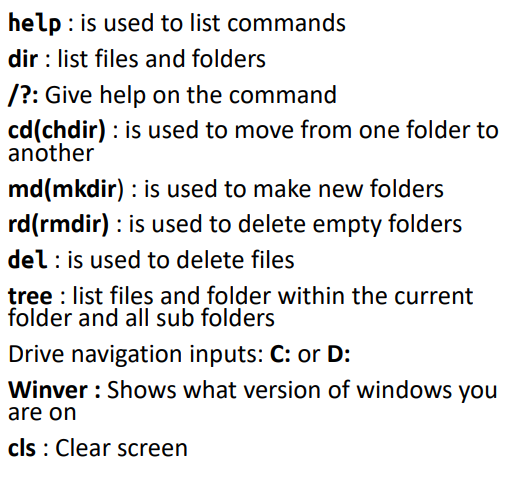 help : is used to list commands
dir : list files and folders
/?: Give help on the command
cd(chdir) : is used to move from one folder to
another
md(mkdir) : is used to make new folders
rd(rmdir) : is used to delete empty folders
del : is used to delete files
tree : list files and folder within the current
folder and all sub folders
Drive navigation inputs: C: or D:
Winver : Shows what version of windows you
are on
cls : Clear screen